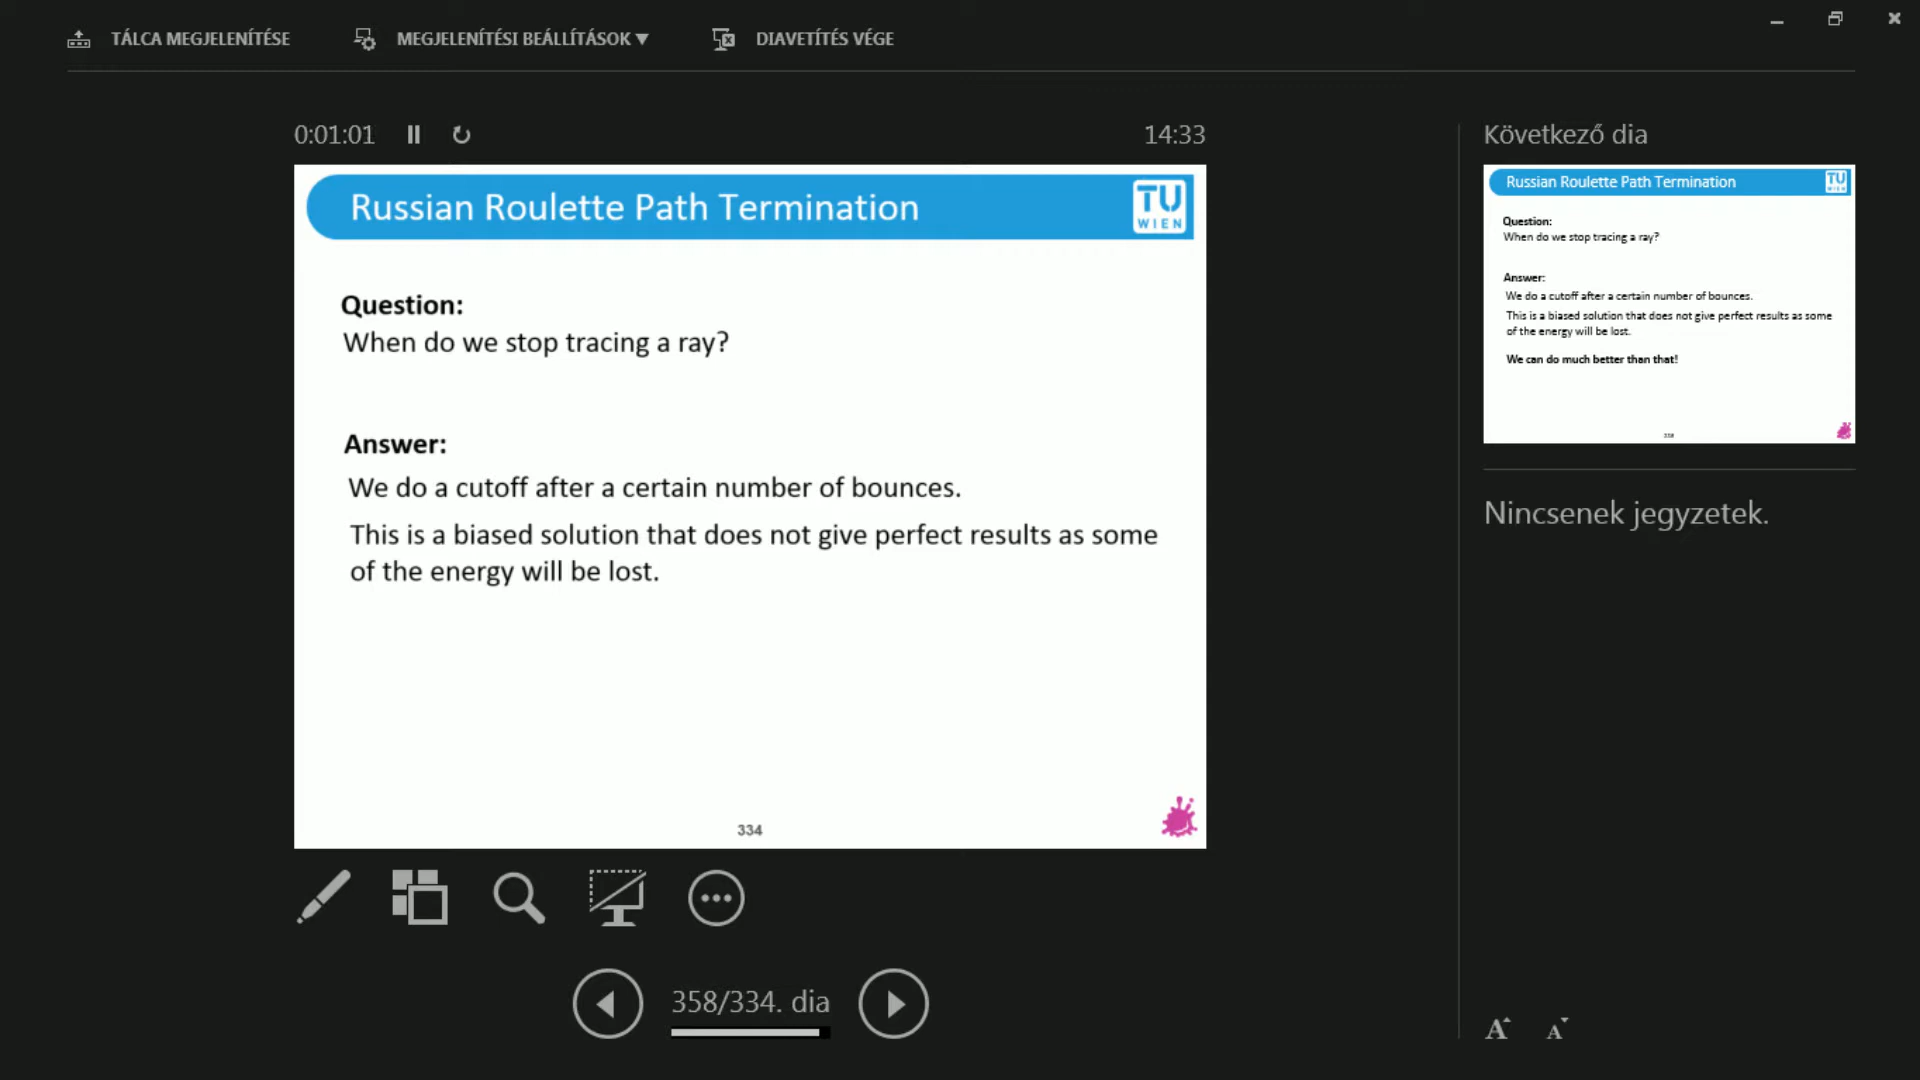 TÁLCA MEGJELENÍTÉSE
MEGJELENÍTÉSI BEÁLLÍTÁSOK ▼
DIAVETÍTÉS VÉGE
0:01:01
14:33
Russian Roulette Path Termination
TU
WIEN
Question:
When do we stop tracing a ray?
Answer:
We do a cutoff after a certain number of bounces.
This is a biased solution that does not give perfect results as some
of the energy will be lost.
334
358/334. dia
Következő dia
Russian Roulette Path Termination
TU
WIEN
Question:
When do we stop tracing a ray?
Answer:
We do a cutoff after a certain number of bounces.
This is a biased solution that does not give perfect results as some
of the energy will be lost.
We can do much better than that!
Nincsenek jegyzetek.
A
A